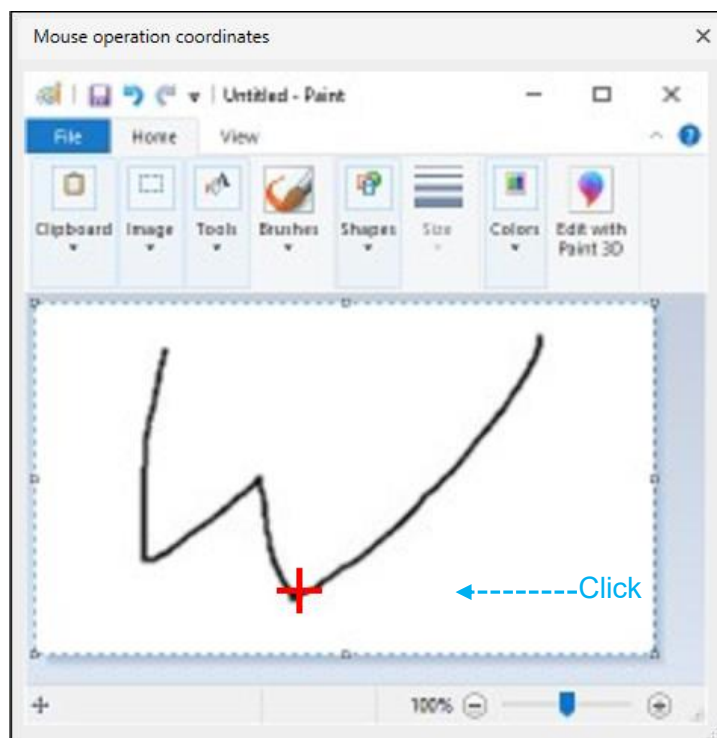 Mouse operation coordinates
Untitled - Paint
File Home View
Clipboard Image Tools Brushes Shapes Size Colors Edit with Paint 3D
W
Click
100%